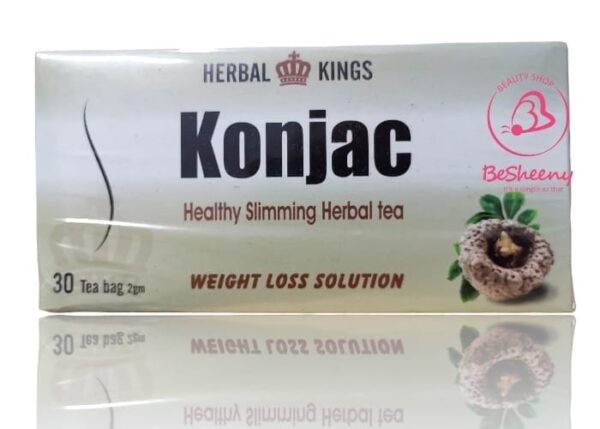 HERBAL KINGS
Konjac
Healthy Slimming Herbal tea
WEIGHT LOSS SOLUTION
30 Tea bag 2gm
BEAUTY SHOP
BeSheeny